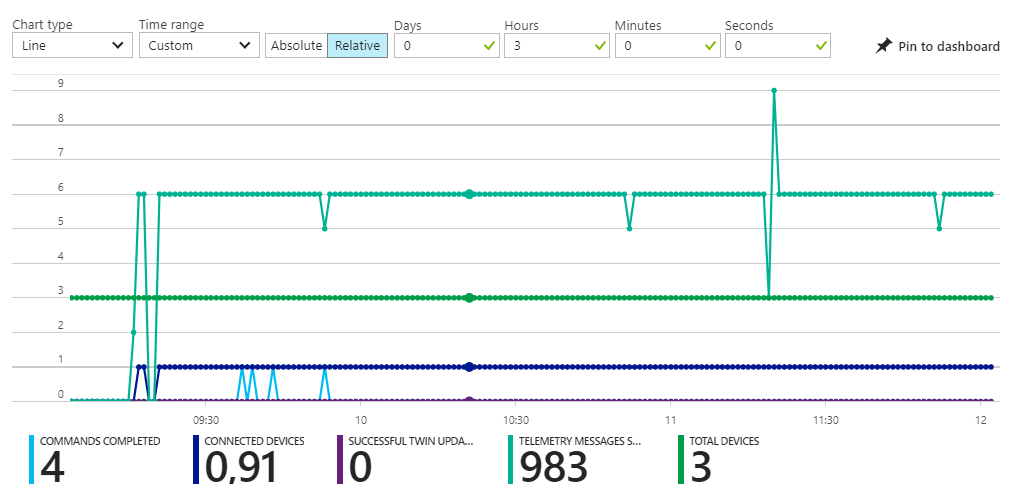 Chart type Time range Days Hours Minutes Seconds
Line Custom Absolute Relative 0 3 0 0 Pin to dashboard
9
8
7
6
5
4
3
2
1
0
09:30 10 10:30 11 11:30 12
COMMANDS COMPLETED CONNECTED DEVICES SUCCESSFUL TWIN UPDA... TELEMETRY MESSAGES S... TOTAL DEVICES
4 0,91 0 983 3